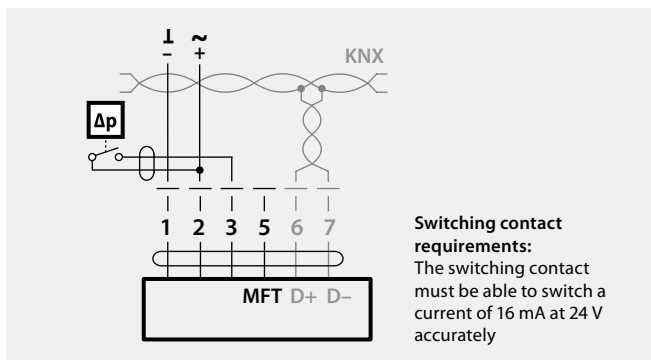 ⊥ ~
– +
KNX
Δp
1 2 3 5 6 7
MFT D+ D–
Switching contact
requirements:
The switching contact
must be able to switch a
current of 16 mA at 24 V
accurately